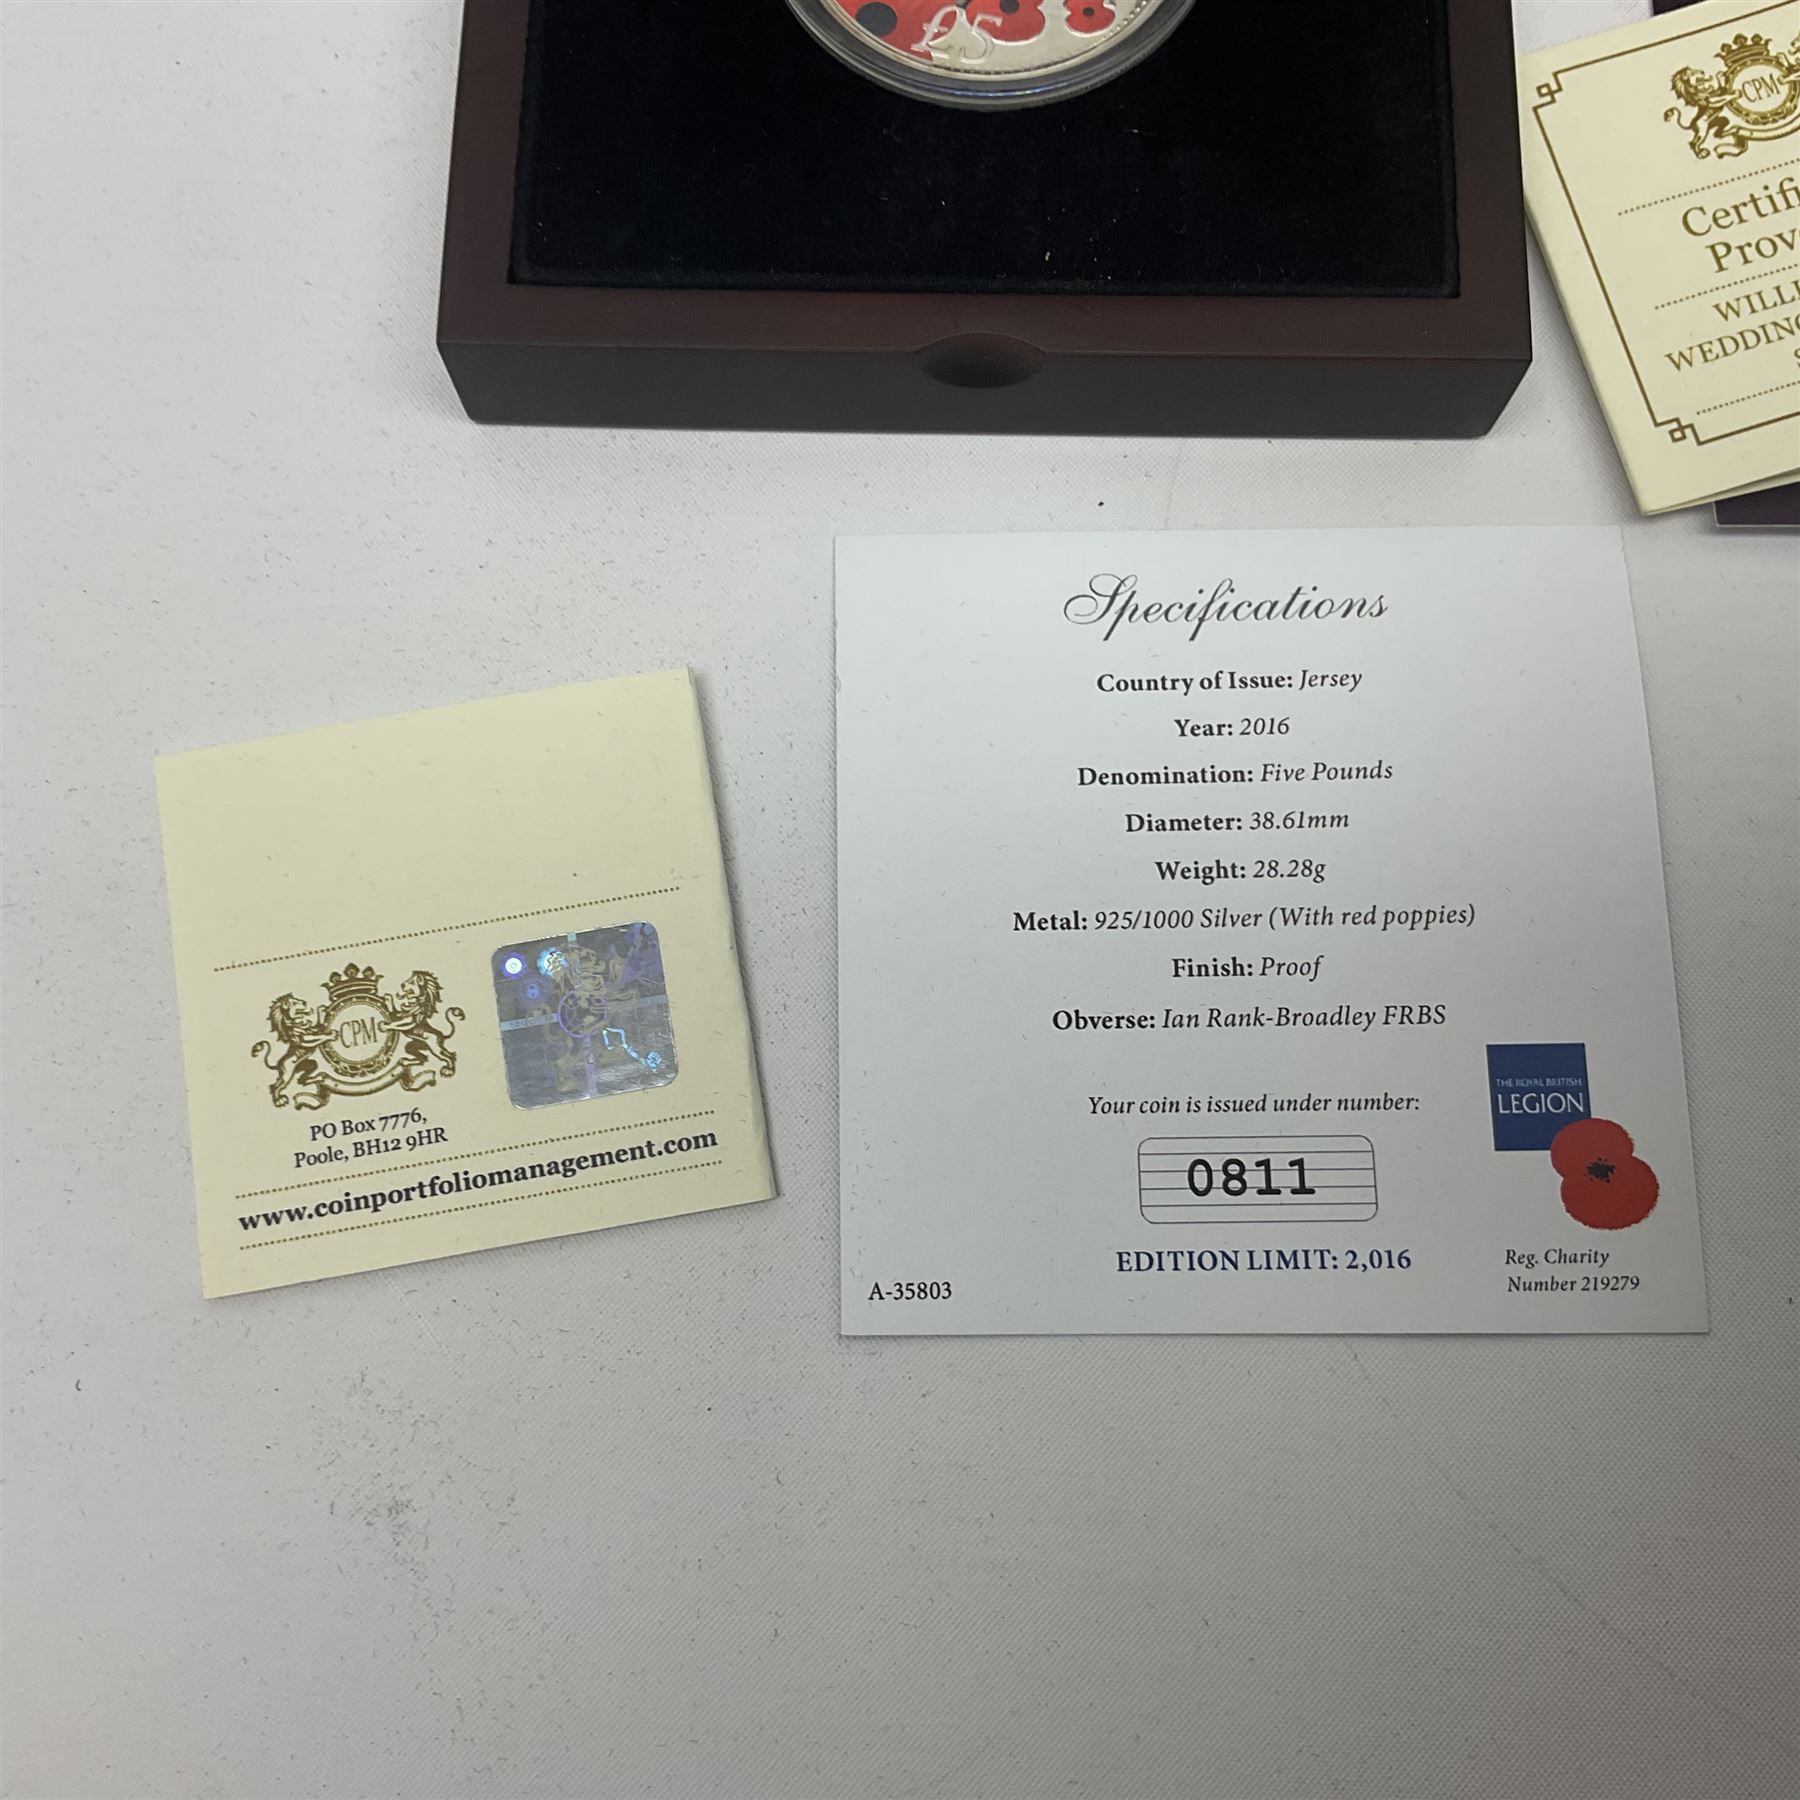 £5
CPM
Certifi
Prov
WILLI
WEDDING
S
Specifications
Country of Issue: Jersey
Year: 2016
Denomination: Five Pounds
Diameter: 38.61mm
Weight: 28.28g
Metal: 925/1000 Silver (With red poppies)
Finish: Proof
Obverse: Ian Rank-Broadley FRBS
Your coin is issued under number:
0811
EDITION LIMIT: 2,016
A-35803
THE ROYAL BRITISH
LEGION
Reg. Charity
Number 219279
CPM
PO Box 7776,
Poole, BH12 9HR
www.coinportfoliomanagement.com